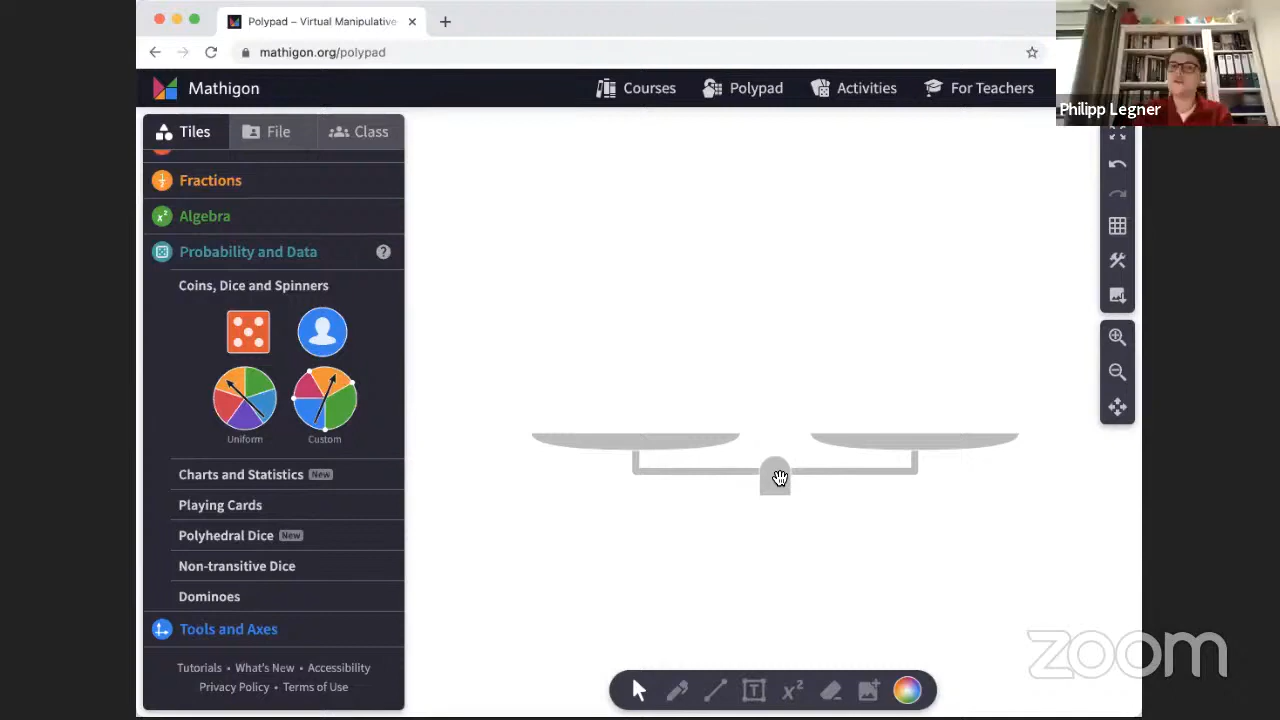 Polypad – Virtual Manipulative
mathigon.org/polypad
Mathigon
Courses
Polypad
Activities
For Teachers
Philipp Legner
Tiles
File
Class
Fractions
x² Algebra
Probability and Data ?
Coins, Dice and Spinners
Uniform
Custom
Charts and Statistics New
Playing Cards
Polyhedral Dice New
Non-transitive Dice
Dominoes
Tools and Axes
Tutorials • What's New • Accessibility
Privacy Policy • Terms of Use
T x²
zoom